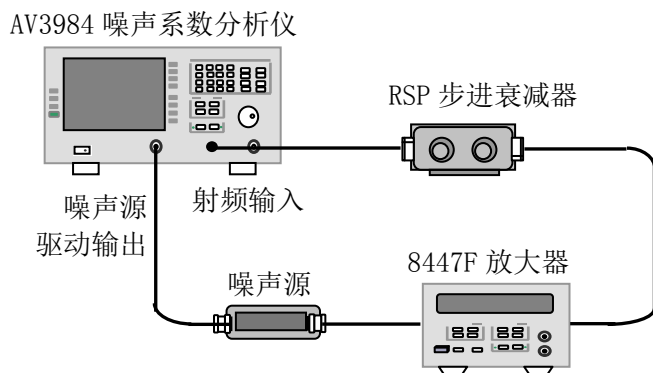 AV3984 噪声系数分析仪
RSP 步进衰减器
噪声源
驱动输出
射频输入
8447F 放大器
噪声源